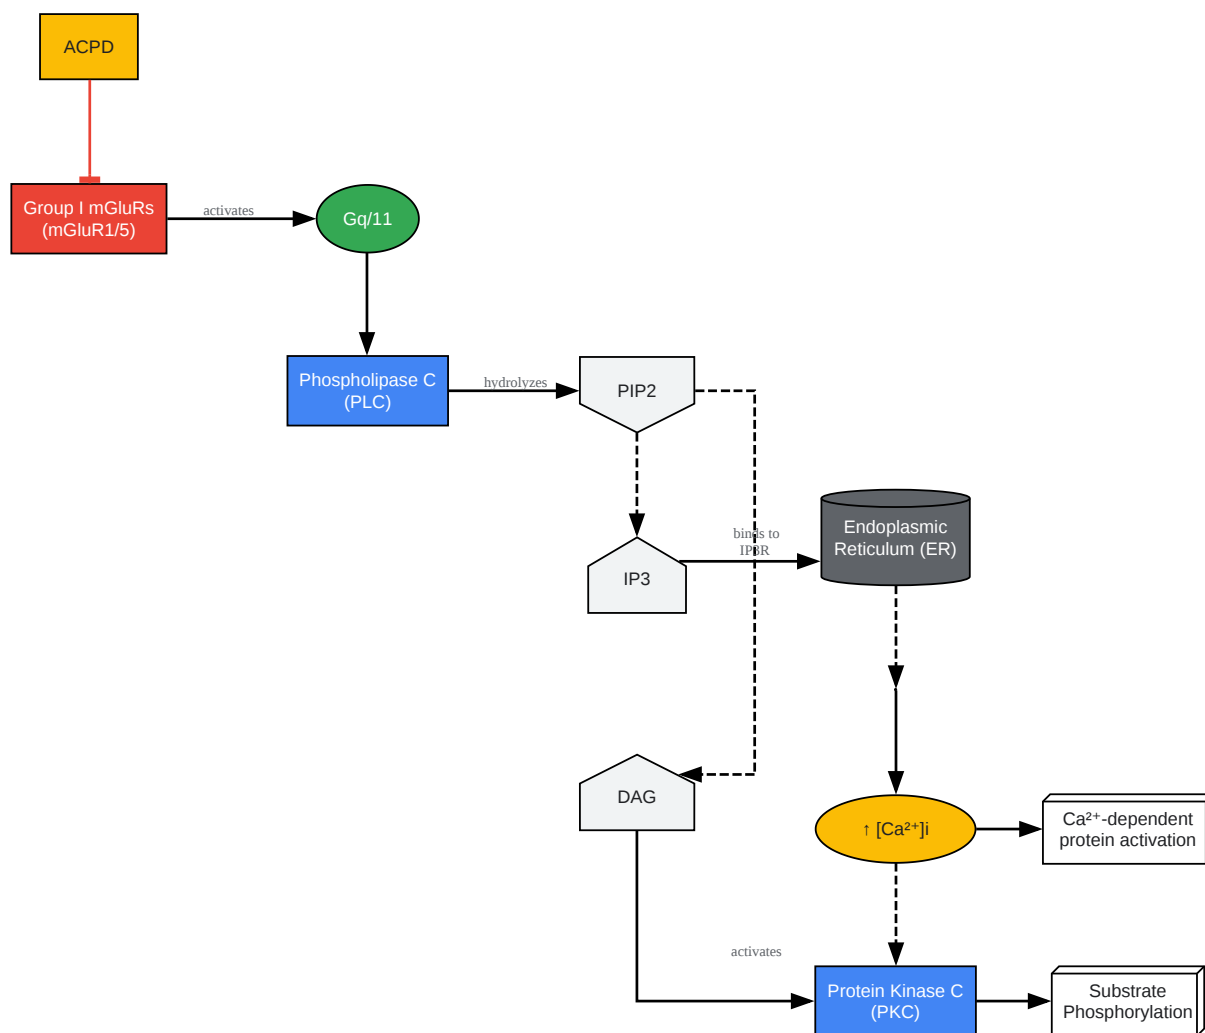 ACPD
Group I mGluRs
(mGluR1/5)
activates
Gq/11
Phospholipase C
(PLC)
hydrolyzes
PIP2
binds to
IP3R
IP3
Endoplasmic
Reticulum (ER)
DAG
↑ [Ca²⁺]i
Ca²⁺-dependent
protein activation
activates
Protein Kinase C
(PKC)
Substrate
Phosphorylation